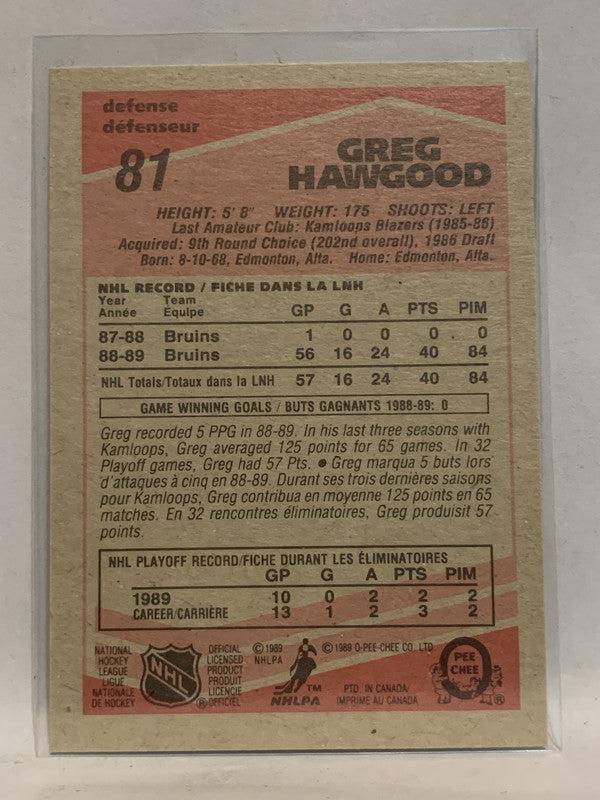 defense
défenseur
81
GREG
HAWGOOD
HEIGHT: 5' 8" WEIGHT: 175 SHOOTS: LEFT
Last Amateur Club: Kamloops Blazers (1985-86)
Acquired: 9th Round Choice (202nd overall), 1986 Draft
Born: 8-10-68, Edmonton, Alta. Home: Edmonton, Alta.
NHL RECORD / FICHE DANS LA LNH
Year Team
Année Équipe GP G A PTS PIM
87-88 Bruins 1 0 0 0 0
88-89 Bruins 56 16 24 40 84
NHL Totals/Totaux dans la LNH 57 16 24 40 84
GAME WINNING GOALS / BUTS GAGNANTS 1988-89: 0
Greg recorded 5 PPG in 88-89. In his last three seasons with
Kamloops, Greg averaged 125 points for 65 games. In 32
Playoff games, Greg had 57 Pts. ● Greg marqua 5 buts lors
d'attaques à cinq en 88-89. Durant ses trois dernières saisons
pour Kamloops, Greg contribua en moyenne 125 points en 65
matches. En 32 rencontres éliminatoires, Greg produisit 57
points.
NHL PLAYOFF RECORD/FICHE DURANT LES ÉLIMINATOIRES
GP G A PTS PIM
1989 10 0 2 2 2
CAREER/CARRIÈRE 13 1 2 3 2
NATIONAL
HOCKEY
LEAGUE
LIGUE
NATIONALE
DE HOCKEY
NHL
OFFICIAL
LICENSED
PRODUCT
PRODUIT
LICENCIE
® OFFICIEL
© 1989
NHLPA
TM
NHLPA
© 1989 O-PEE-CHEE CO. LTD.
PTD. IN CANADA/
IMPRIME AU CANADA
O
PEE
CHEE
®